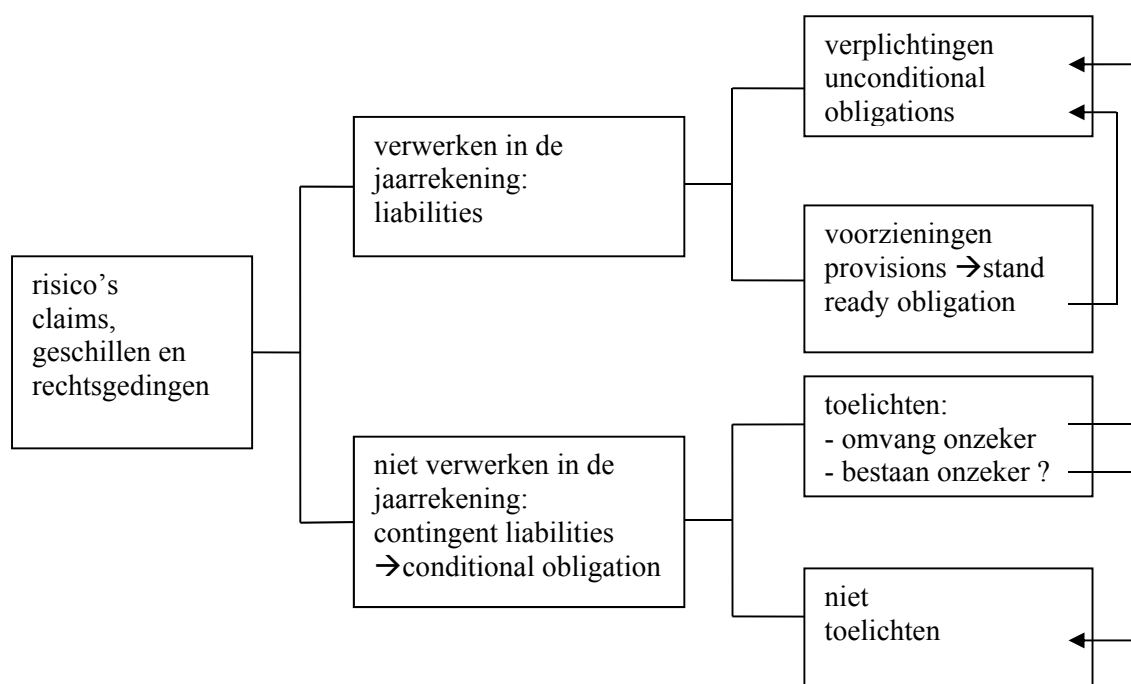 risico's
claims,
geschillen en
rechtsgedingen
verwerken in de
jaarrekening:
liabilities
niet verwerken in de
jaarrekening:
contingent liabilities
→conditional obligation
verplichtingen
unconditional
obligations
voorzieningen
provisions →stand
ready obligation
toelichten:
- omvang onzeker
- bestaan onzeker ?
niet
toelichten